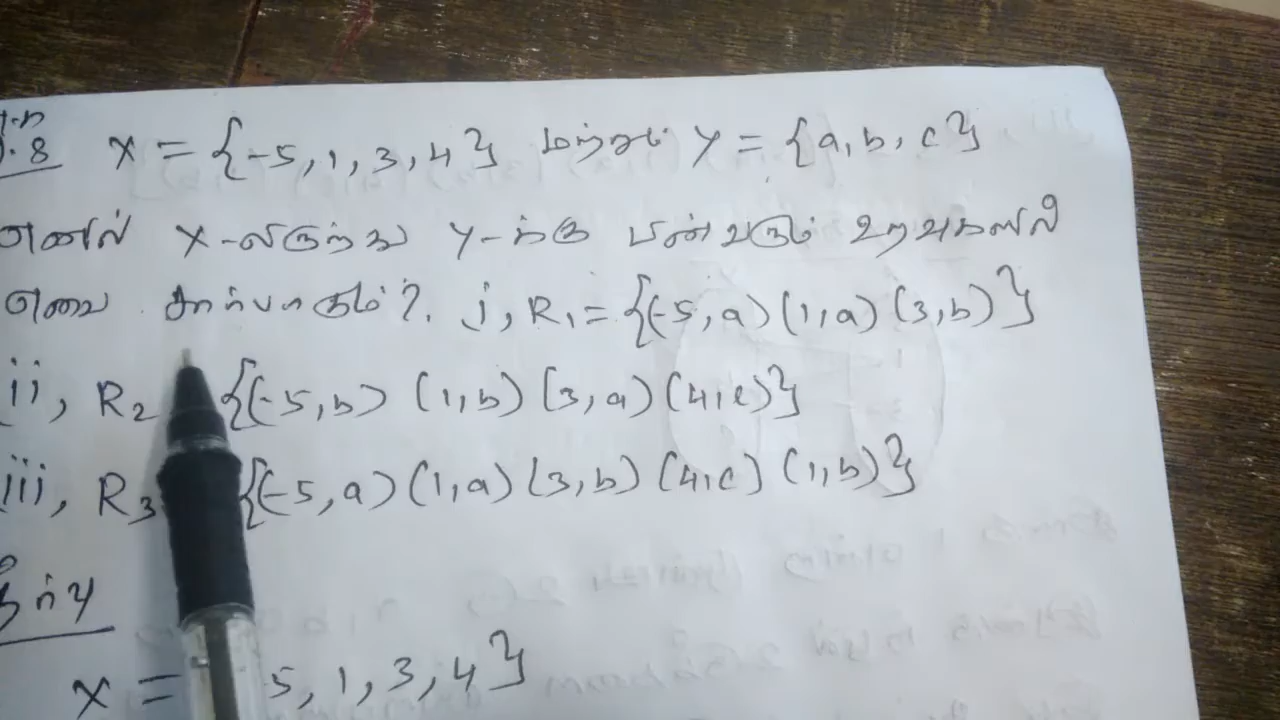 8 X = {-5, 1, 3, 4} மற்றும் Y = {a, b, c}
எனில் X-லிருந்து Y-க்கு பின்வரும் உறவுகளில்
எவை சார்பாகும்?. i, R₁ = {(-5, a) (1, a) (3, b)}
ii, R₂ {(-5, b) (1, b) (3, a) (4, c)}
iii, R₃ {(-5, a) (1, a) (3, b) (4, c) (1, b)}
தீர்வு
X = 5, 1, 3, 4}